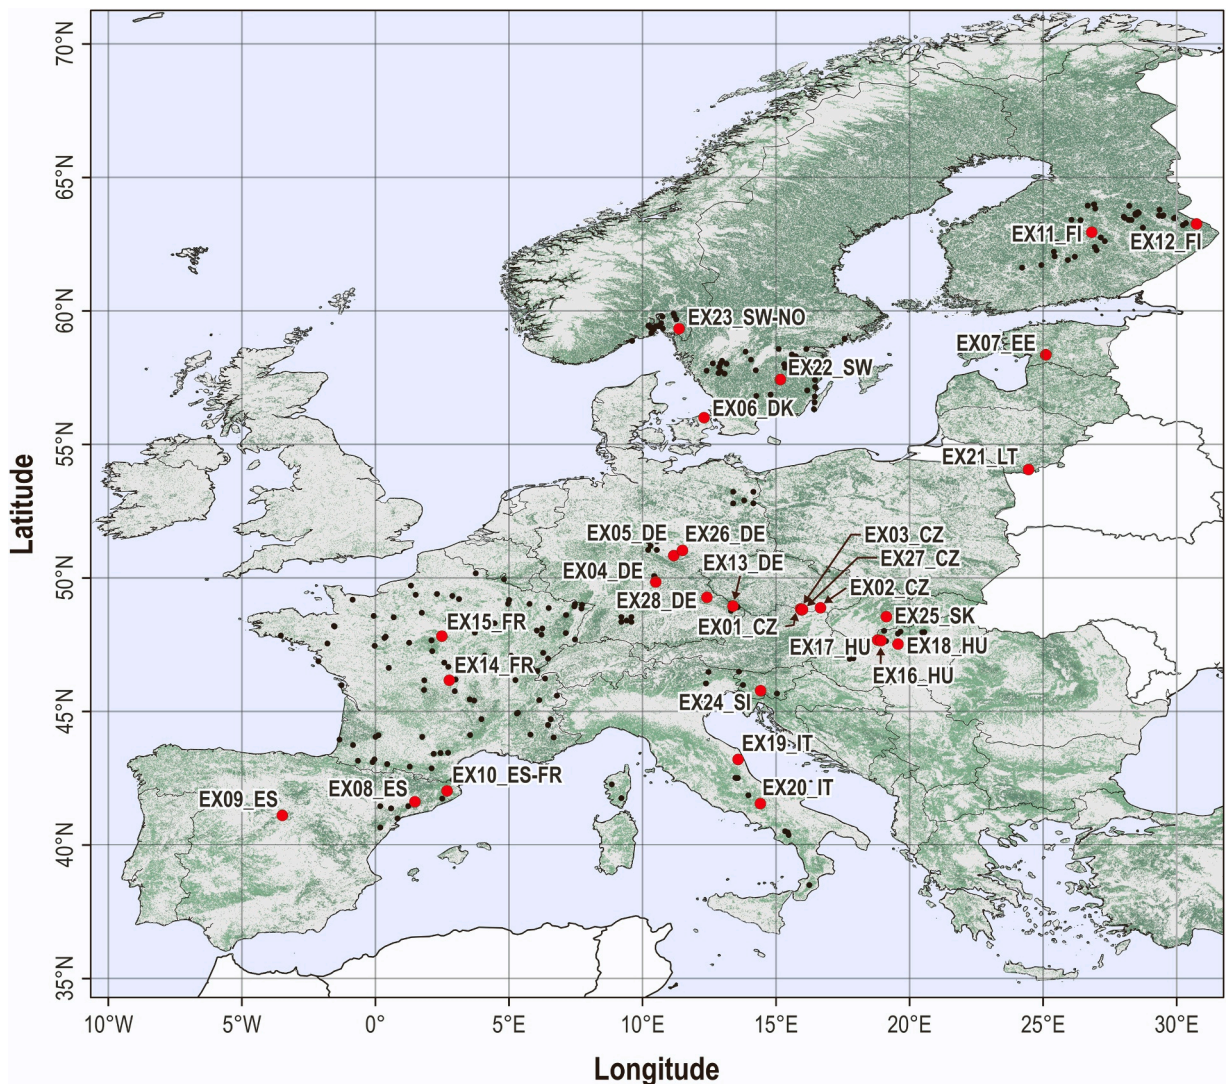 70°N
65°N
EX11_FI
EX12_FI
60°N
EX23_SW-NO
EX07_EE
EX22_SW
EX06_DK
55°N
EX21_LT
Latitude
EX05_DE
EX26_DE
EX03_CZ
EX27_CZ
EX13_DE
EX04_DE
EX02_CZ
50°N
EX28_DE
EX15_FR
EX01_CZ
EX25_SK
EX17_HU
EX18_HU
EX14_FR
EX16_HU
EX24_SI
45°N
EX19_IT
EX10_ES-FR
EX08_ES
EX20_IT
EX09_ES
40°N
35°N
10°W
5°W
0°
5°E
10°E
15°E
20°E
25°E
30°E
Longitude